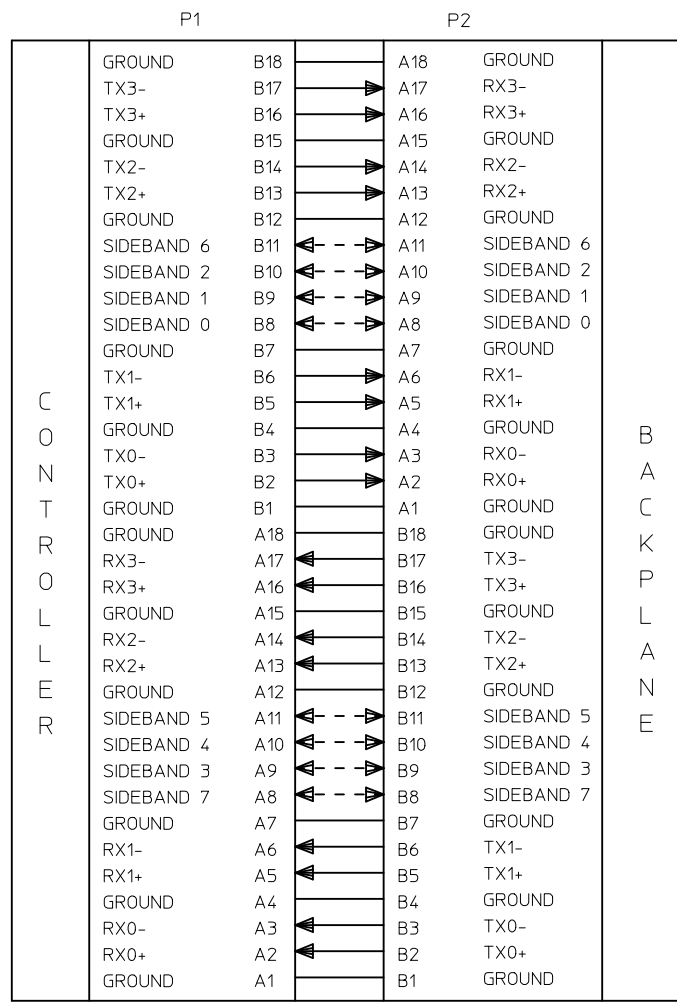 P1 P2
GROUND B18 A18 GROUND
TX3- B17 A17 RX3-
TX3+ B16 A16 RX3+
GROUND B15 A15 GROUND
TX2- B14 A14 RX2-
TX2+ B13 A13 RX2+
GROUND B12 A12 GROUND
SIDEBAND 6 B11 A11 SIDEBAND 6
SIDEBAND 2 B10 A10 SIDEBAND 2
SIDEBAND 1 B9 A9 SIDEBAND 1
SIDEBAND 0 B8 A8 SIDEBAND 0
GROUND B7 A7 GROUND
TX1- B6 A6 RX1-
TX1+ B5 A5 RX1+
GROUND B4 A4 GROUND
TX0- B3 A3 RX0-
TX0+ B2 A2 RX0+
GROUND B1 A1 GROUND
GROUND A18 B18 GROUND
RX3- A17 B17 TX3-
RX3+ A16 B16 TX3+
GROUND A15 B15 GROUND
RX2- A14 B14 TX2-
RX2+ A13 B13 TX2+
GROUND A12 B12 GROUND
SIDEBAND 5 A11 B11 SIDEBAND 5
SIDEBAND 4 A10 B10 SIDEBAND 4
SIDEBAND 3 A9 B9 SIDEBAND 3
SIDEBAND 7 A8 B8 SIDEBAND 7
GROUND A7 B7 GROUND
RX1- A6 B6 TX1-
RX1+ A5 B5 TX1+
GROUND A4 B4 GROUND
RX0- A3 B3 TX0-
RX0+ A2 B2 TX0+
GROUND A1 B1 GROUND
CONTROLLER
BACKPLANE